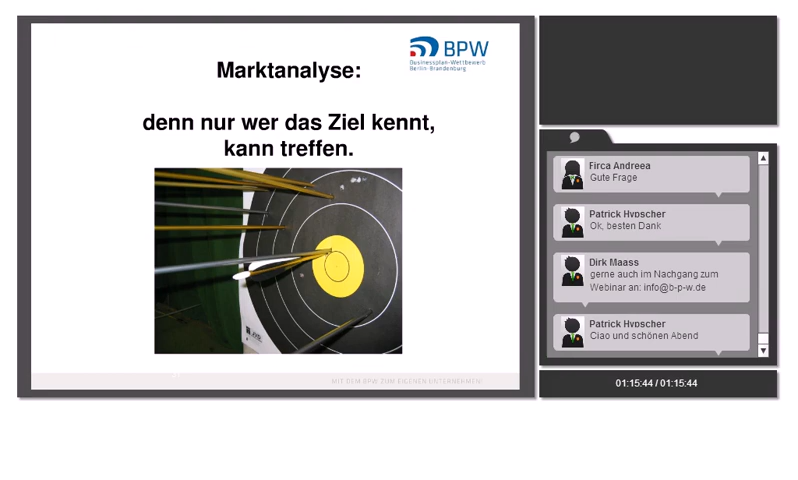 BPW
Businessplan-Wettbewerb
Berlin-Brandenburg
Marktanalyse:
denn nur wer das Ziel kennt,
kann treffen.
MIT DEM BPW ZUM EIGENEN UNTERNEHMEN!
Firca Andreea
Gute Frage
Patrick Hypscher
Ok, besten Dank
Dirk Maass
gerne auch im Nachgang zum
Webinar an: info@b-p-w.de
Patrick Hypscher
Ciao und schönen Abend
01:15:44 / 01:15:44